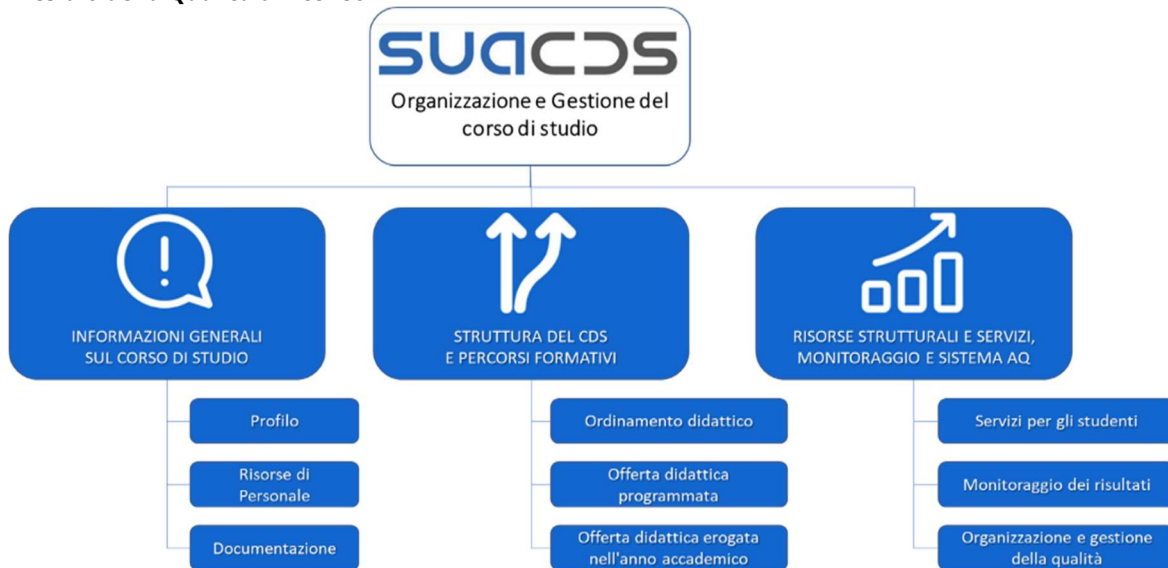 SUACDS
Organizzazione e Gestione del
corso di studio
INFORMAZIONI GENERALI
SUL CORSO DI STUDIO
STRUTTURA DEL CDS
E PERCORSI FORMATIVI
RISORSE STRUTTURALI E SERVIZI,
MONITORAGGIO E SISTEMA AQ
Profilo
Risorse di
Personale
Documentazione
Ordinamento didattico
Offerta didattica
programmata
Offerta didattica erogata
nell'anno accademico
Servizi per gli studenti
Monitoraggio dei risultati
Organizzazione e gestione
della qualità